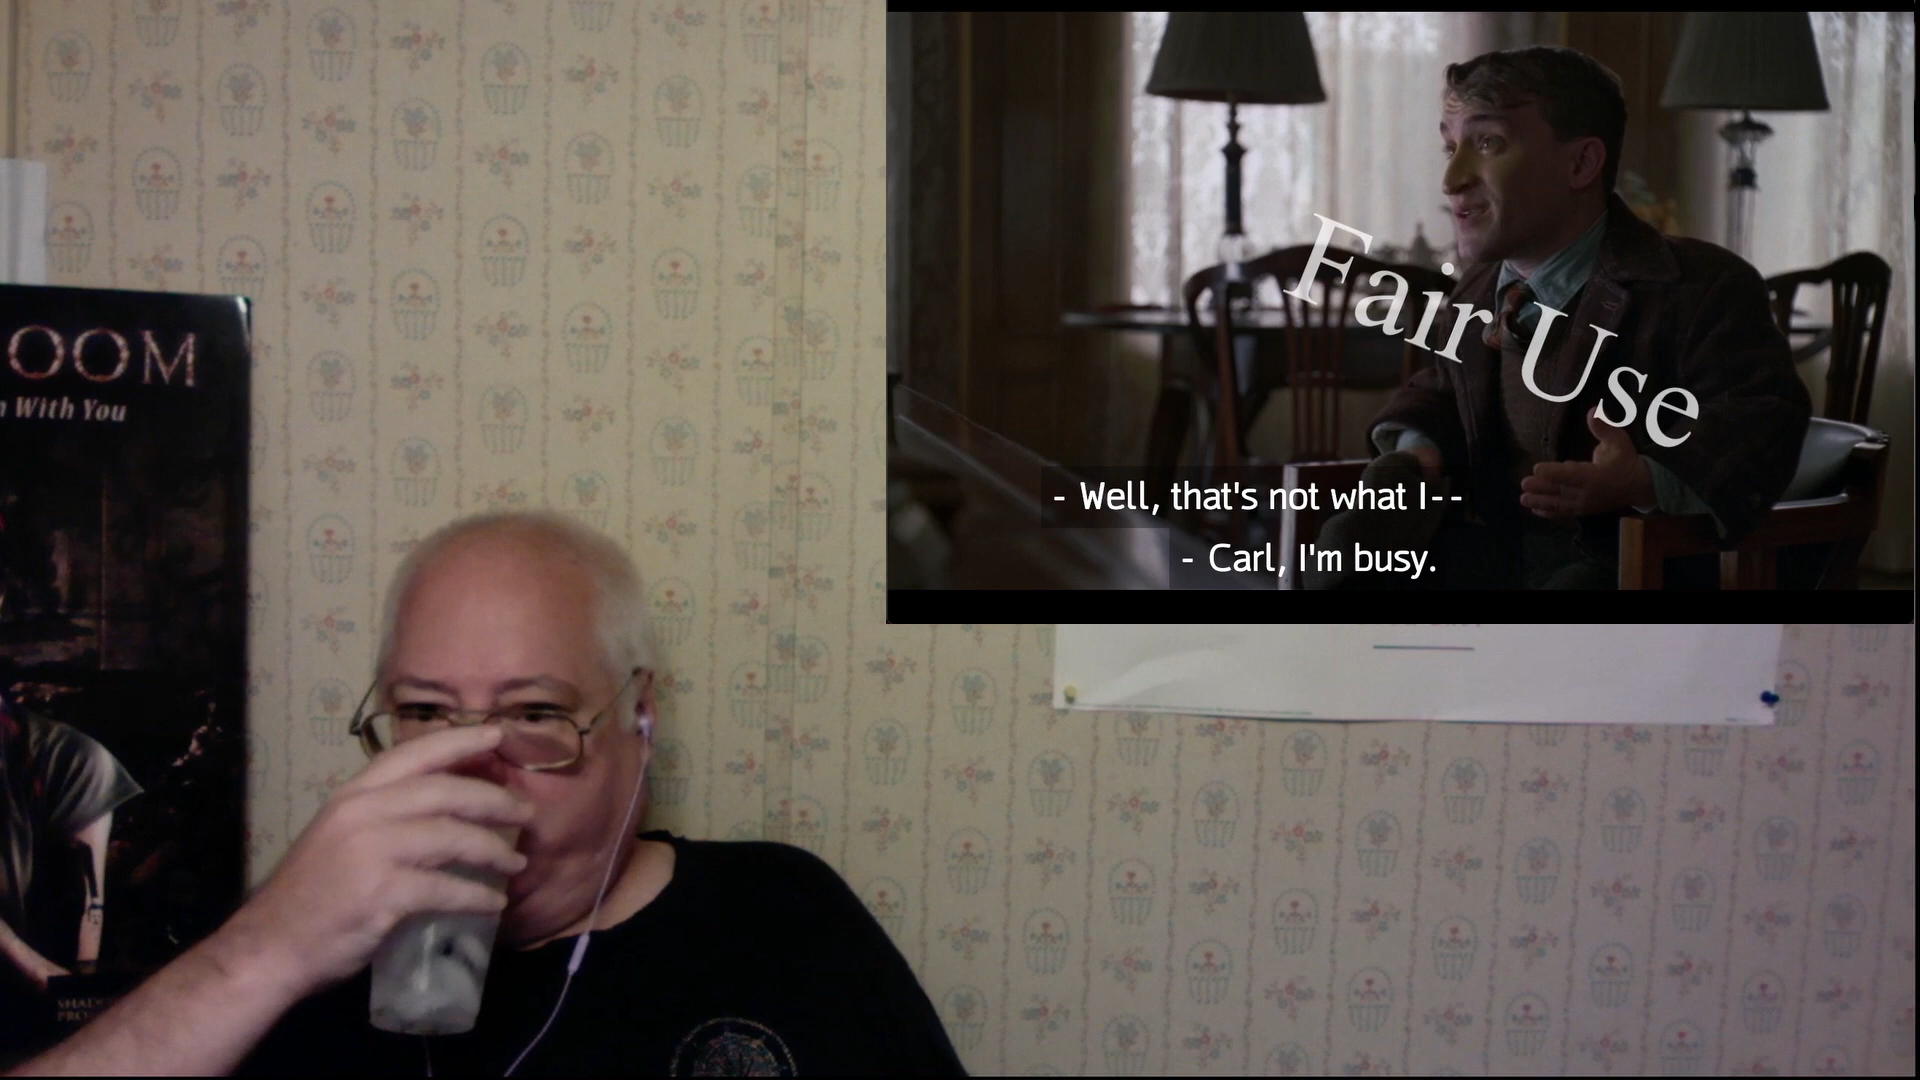 OOM
n With You
Fair Use
- Well, that's not what I--
- Carl, I'm busy.